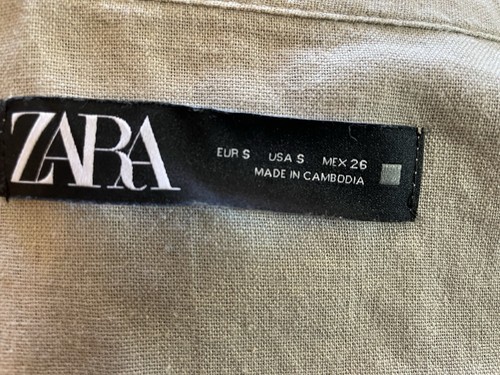 ZARA
EUR S USA S MEX 26
MADE IN CAMBODIA